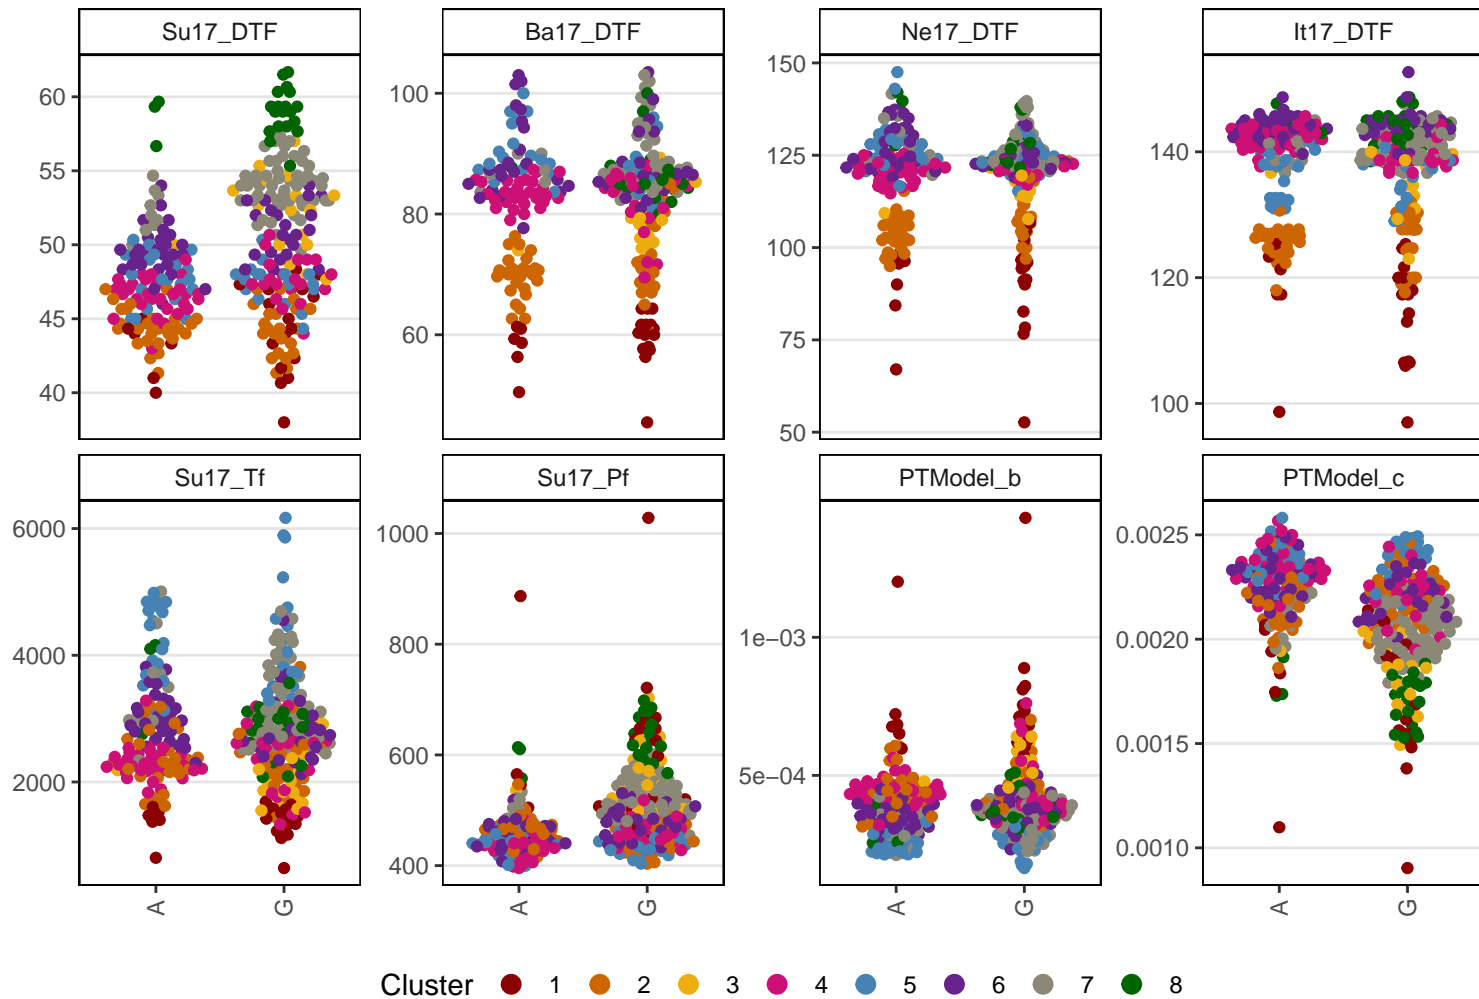 Su17_DTF Ba17_DTF Ne17_DTF It17_DTF
60 100 150 140
55 80 125 120
50 60 100 100
45 75
40 50
Su17_Tf Su17_Pf PTModel_b PTModel_c
6000 1000 1e−03 0.0025
4000 800 5e−04 0.0020
2000 600 0.0015
400 0.0010
A G A G A G A G
Cluster 1 2 3 4 5 6 7 8